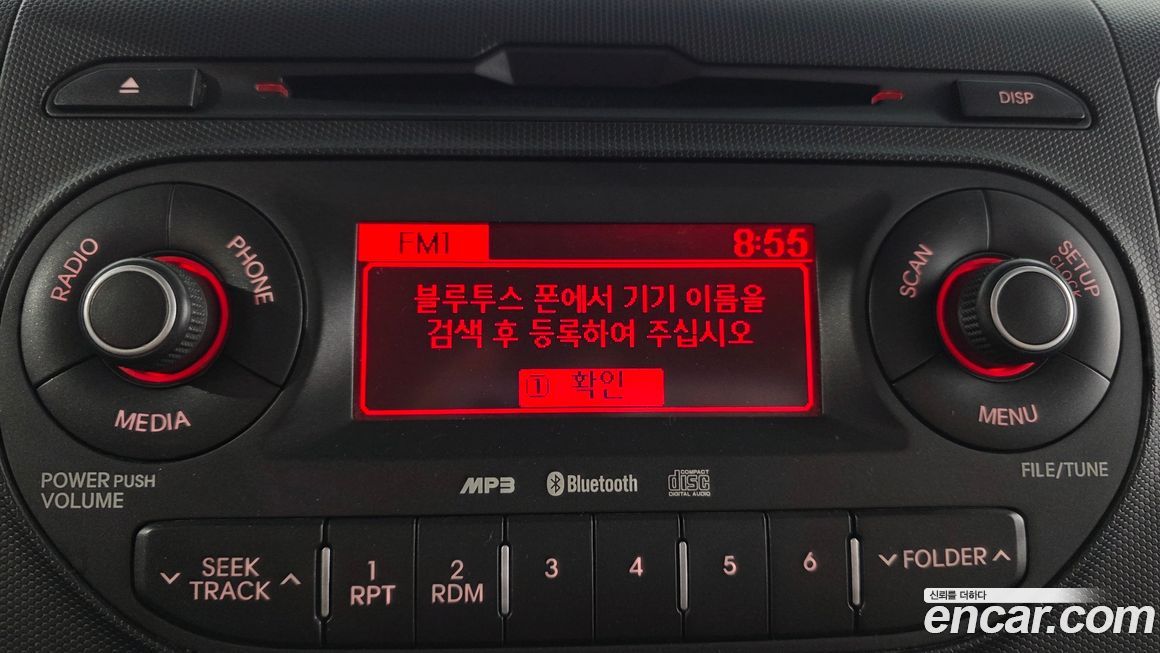 DISP
FM1 8:55
블루투스 폰에서 기기 이름을
검색 후 등록하여 주십시오
1 확인
RADIO
PHONE
MEDIA
SCAN
SETUP
CLOCK
MENU
POWER PUSH
VOLUME
FILE/TUNE
MP3
Bluetooth
COMPACT
disc
DIGITAL AUDIO
SEEK
TRACK
1
RPT
2
RDM
3
4
5
6
FOLDER
신뢰를 더하다
encar.com